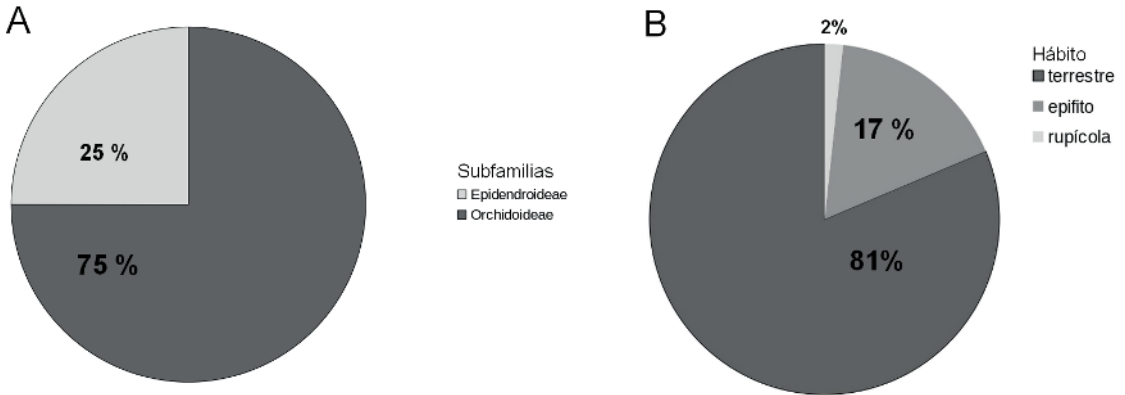 A
25 %
75 %
Subfamilias
Epidendroideae
Orchidoideae
B
2%
17 %
81%
Hábito
terrestre
epifito
rupícola